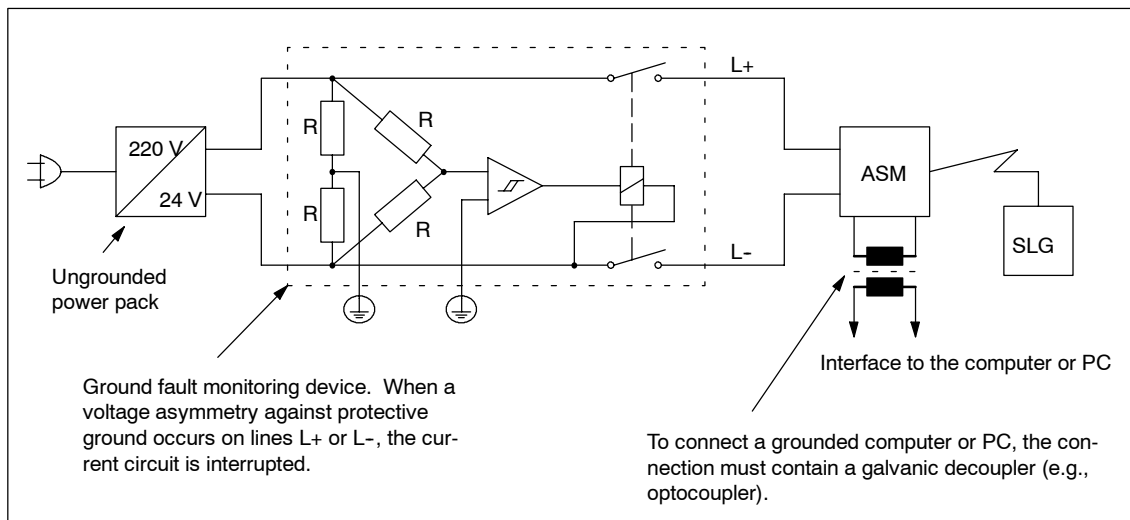 L+
R
R
220 V
24 V
ASM
R
R
SLG
L-
Ungrounded
power pack
Interface to the computer or PC
Ground fault monitoring device. When a
voltage asymmetry against protective
ground occurs on lines L+ or L-, the cur-
rent circuit is interrupted.
To connect a grounded computer or PC, the con-
nection must contain a galvanic decoupler (e.g.,
optocoupler).